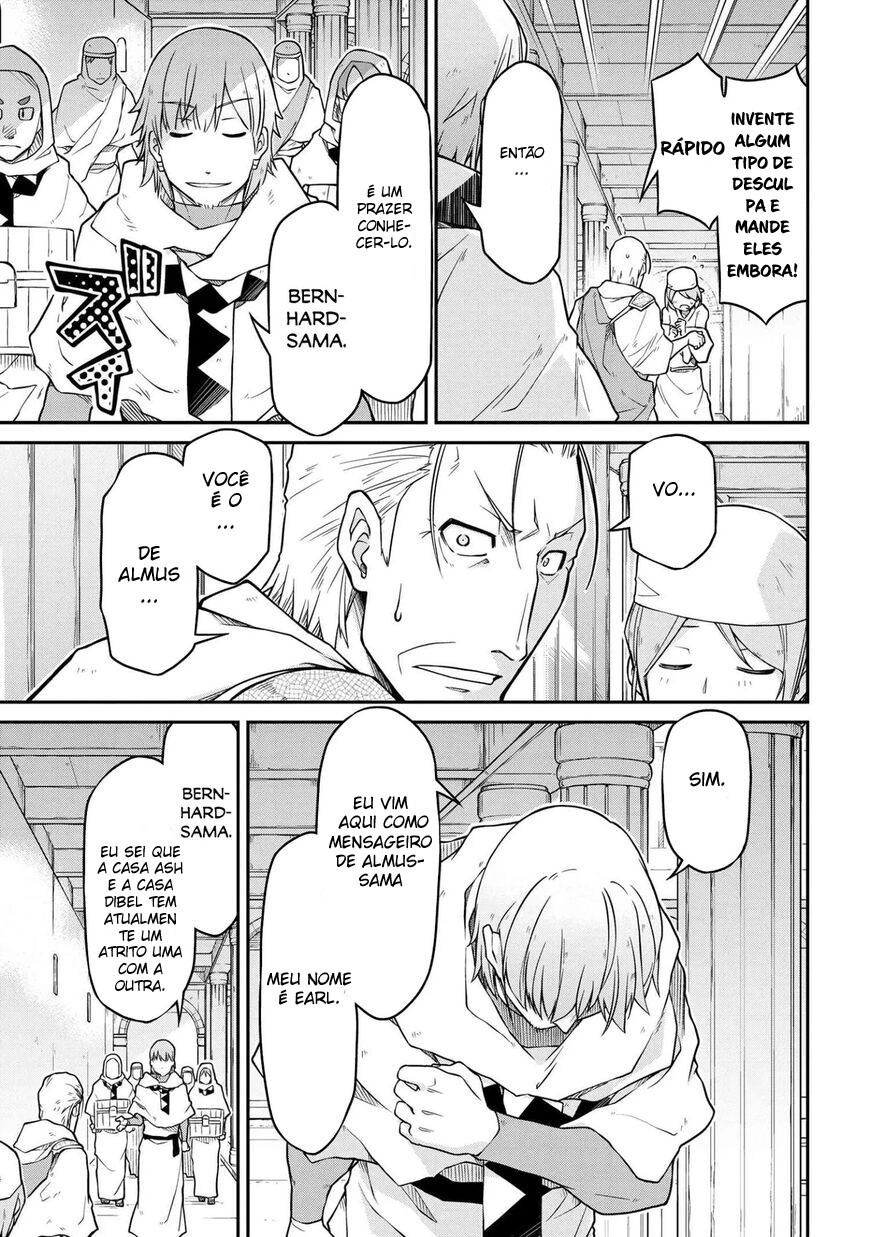 INVENTE
ALGUM
TIPO DE
DESCUL
PA E
MANDE
ELES
EMBORA!
RÁPIDO
ENTÃO
...
É UM
PRAZER
CONHE-
CER-LO.
BERN-
HARD-
SAMA.
ズイ
VO...
VOCÊ
É O
...
DE
ALMUS
...
SIM.
EU VIM
AQUI COMO
MENSAGEIRO
DE ALMUS-
SAMA
MEU NOME
É EARL.
BERN-
HARD-
SAMA.
EU SEI QUE
A CASA ASH
E A CASA
DIBEL TEM
ATUALMEN
TE UM
ATRITO UMA
COM A
OUTRA.